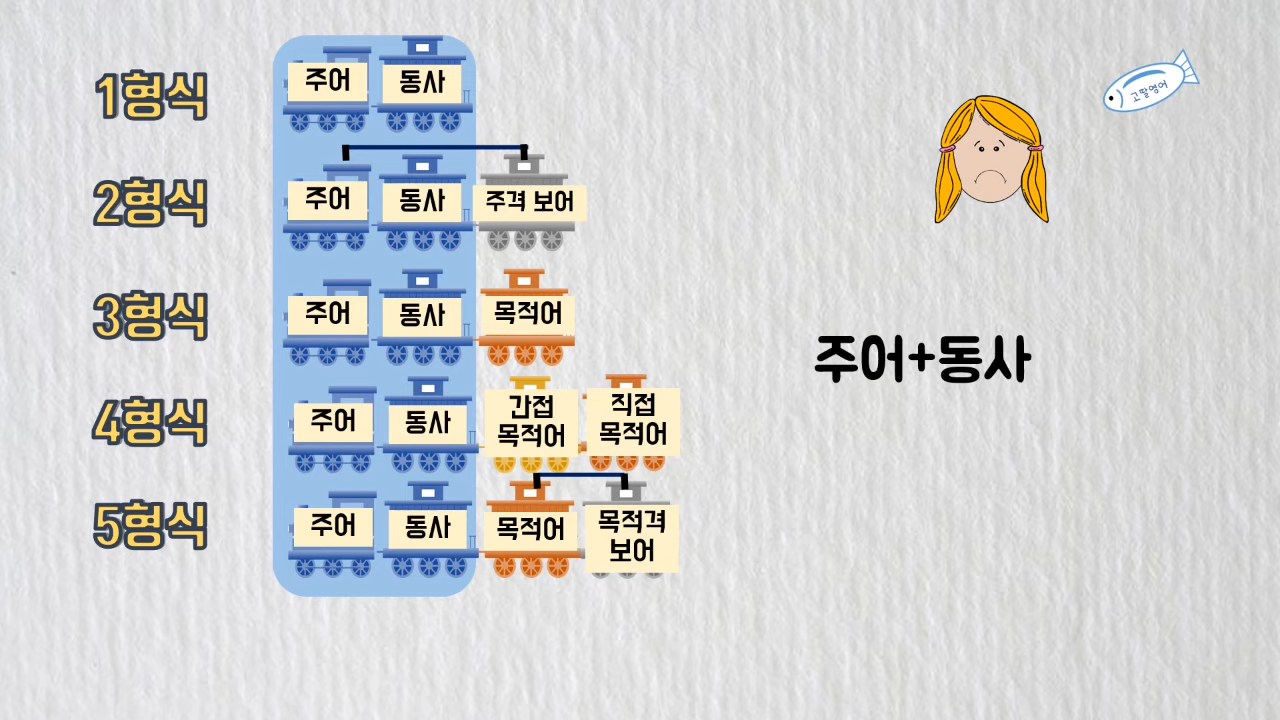 고팔영어
1형식 주어 동사
2형식 주어 동사 주격 보어
3형식 주어 동사 목적어
주어+동사
4형식 주어 동사 간접 목적어 직접 목적어
5형식 주어 동사 목적어 목적격 보어